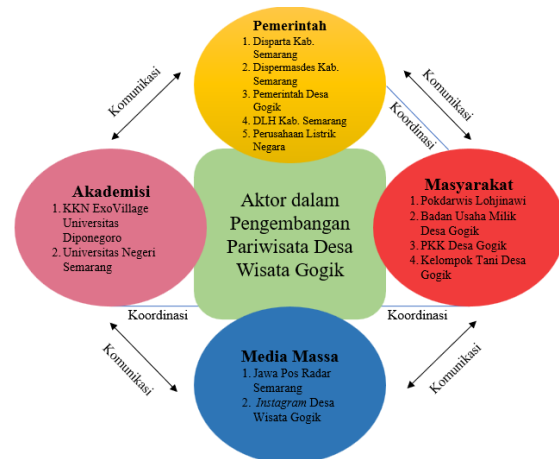 Pemerintah
1. Disparta Kab.
Semarang
2. Dispermasdes Kab.
Semarang
3. Pemerintah Desa
Gogik
4. DLH Kab. Semarang
5. Perusahaan Listrik
Negara
Komunikasi
Komunikasi
Koordinasi
Akademisi
1. KKN ExoVillage
Universitas
Diponegoro
2. Universitas Negeri
Semarang
Aktor dalam
Pengembangan
Pariwisata Desa
Wisata Gogik
Masyarakat
1. Pokdarwis Lohjinawi
2. Badan Usaha Milik
Desa Gogik
3. PKK Desa Gogik
4. Kelompok Tani Desa
Gogik
Koordinasi
Koordinasi
Komunikasi
Komunikasi
Media Massa
1. Jawa Pos Radar
Semarang
2. Instagram Desa
Wisata Gogik